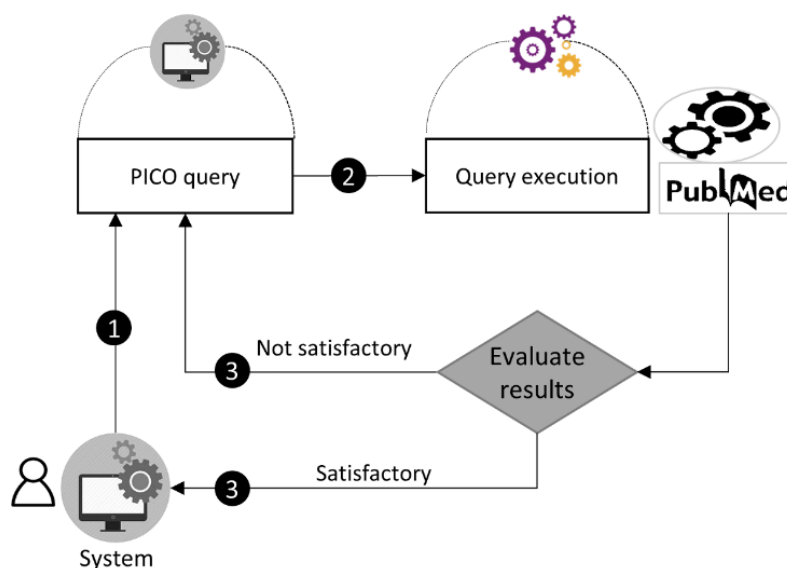 PICO query
2
Query execution
PubMed
1
Not satisfactory
3
Evaluate
results
Satisfactory
3
System